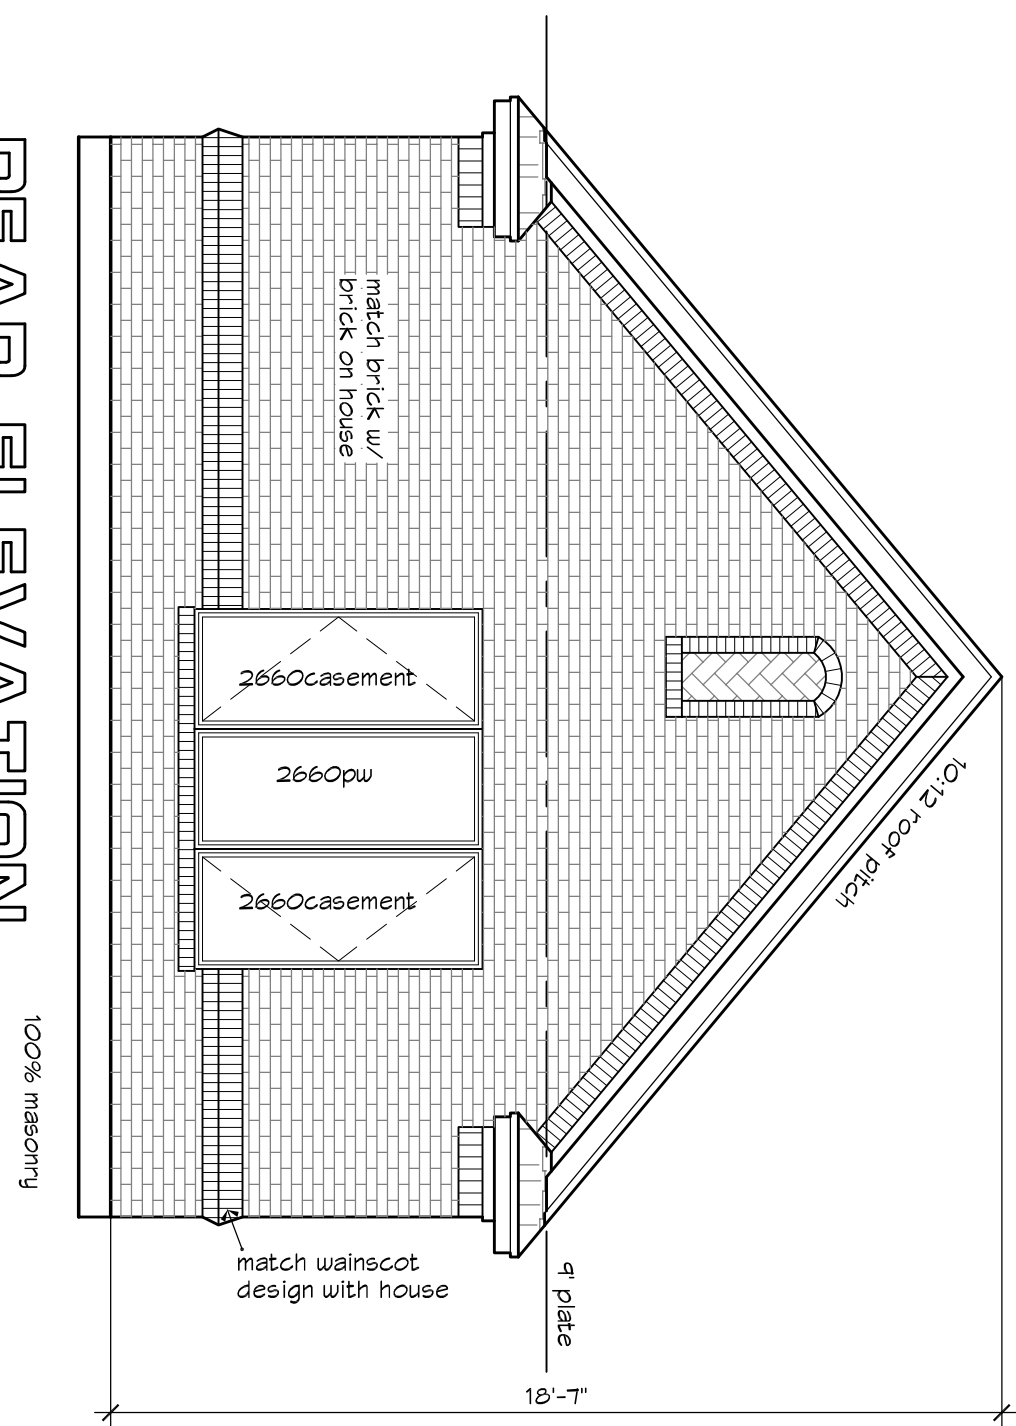 REAR ELEVATION
100% masonry
match brick w/
brick on house
2660casement
2660pw
2660casement
10:12 roof pitch
match wainscot
design with house
9' plate
18'-7"